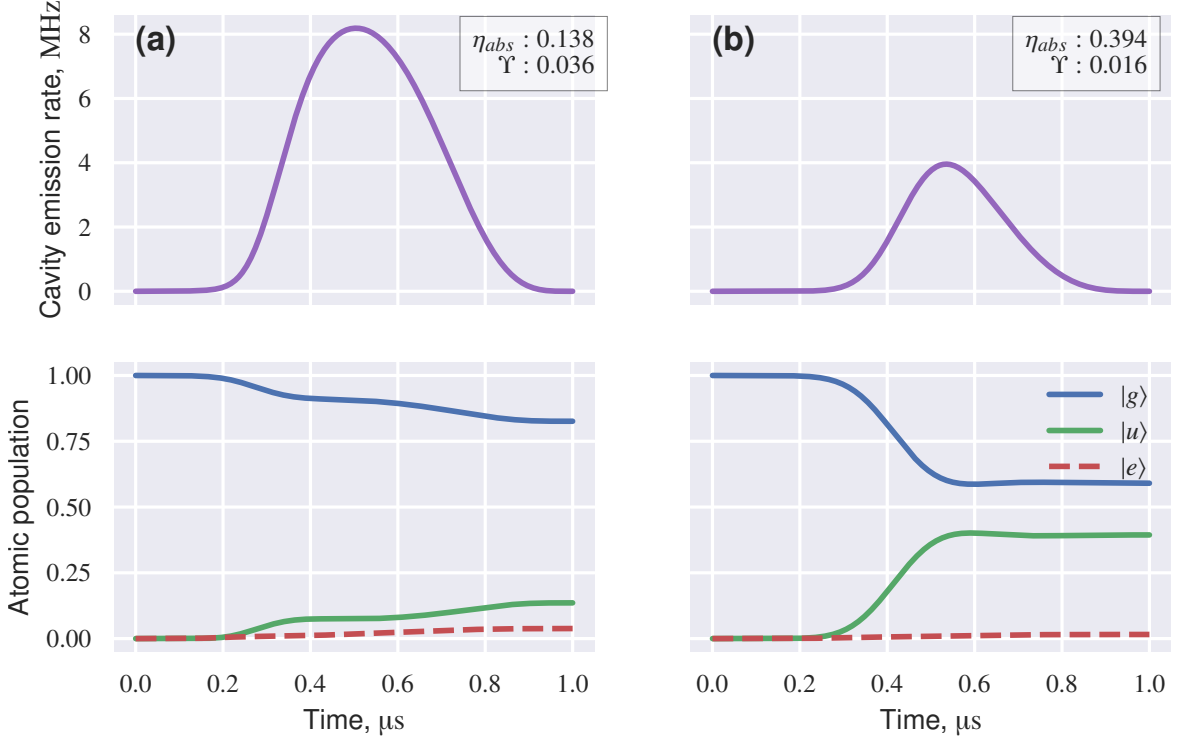 (a)
η_abs : 0.138
ϒ : 0.036
(b)
η_abs : 0.394
ϒ : 0.016
Cavity emission rate, MHz
8
6
4
2
0
Atomic population
1.00
0.75
0.50
0.25
0.00
|g⟩
|u⟩
|e⟩
0.0 0.2 0.4 0.6 0.8 1.0
0.0 0.2 0.4 0.6 0.8 1.0
Time, μs
Time, μs